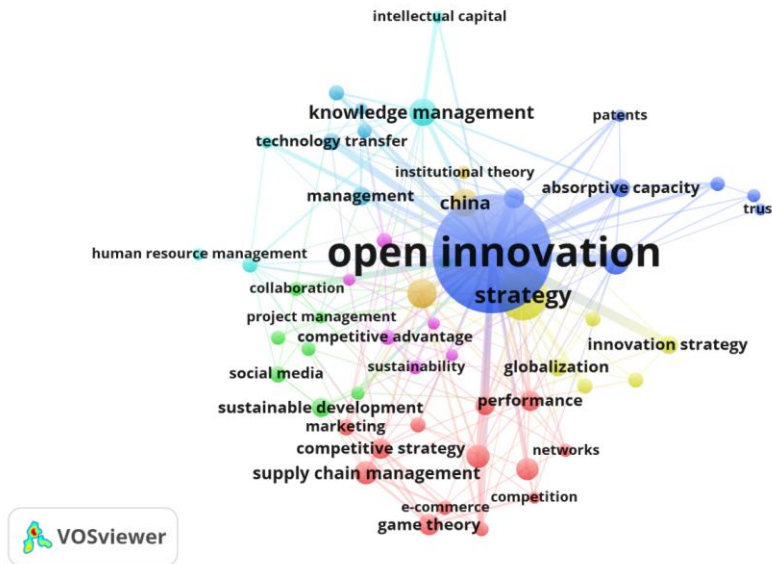 intellectual capital
knowledge management
patents
technology transfer
institutional theory
absorptive capacity
management
china
trus
open innovation
human resource management
collaboration
strategy
project management
competitive advantage
innovation strategy
social media
sustainability
globalization
sustainable development
performance
marketing
competitive strategy
networks
supply chain management
competition
e-commerce
game theory
VOSviewer